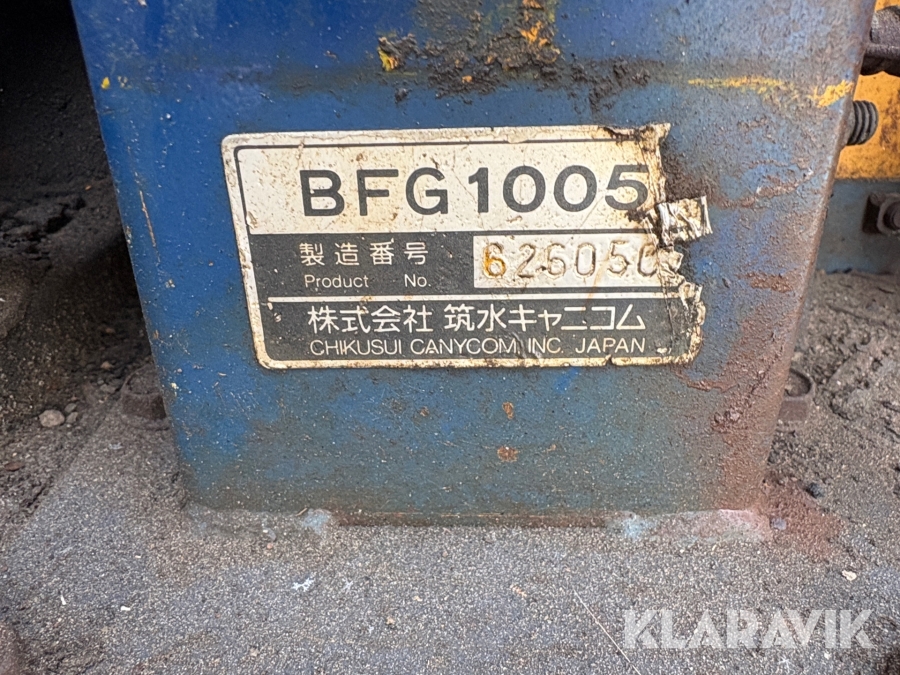 BFG1005
製造番号
Product No. 625050
株式会社 筑水キャニコム
CHIKUSUI CANYCOM, INC. JAPAN
KLARAVIK